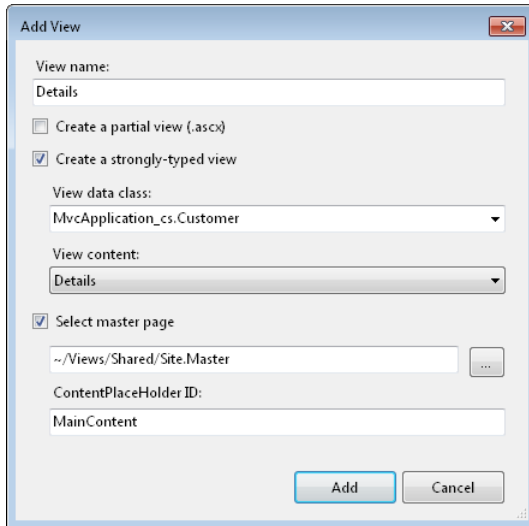 Add View
View name:
Details
Create a partial view (.ascx)
Create a strongly-typed view
View data class:
MvcApplication_cs.Customer
View content:
Details
Select master page
~/Views/Shared/Site.Master
...
ContentPlaceHolder ID:
MainContent
Add Cancel